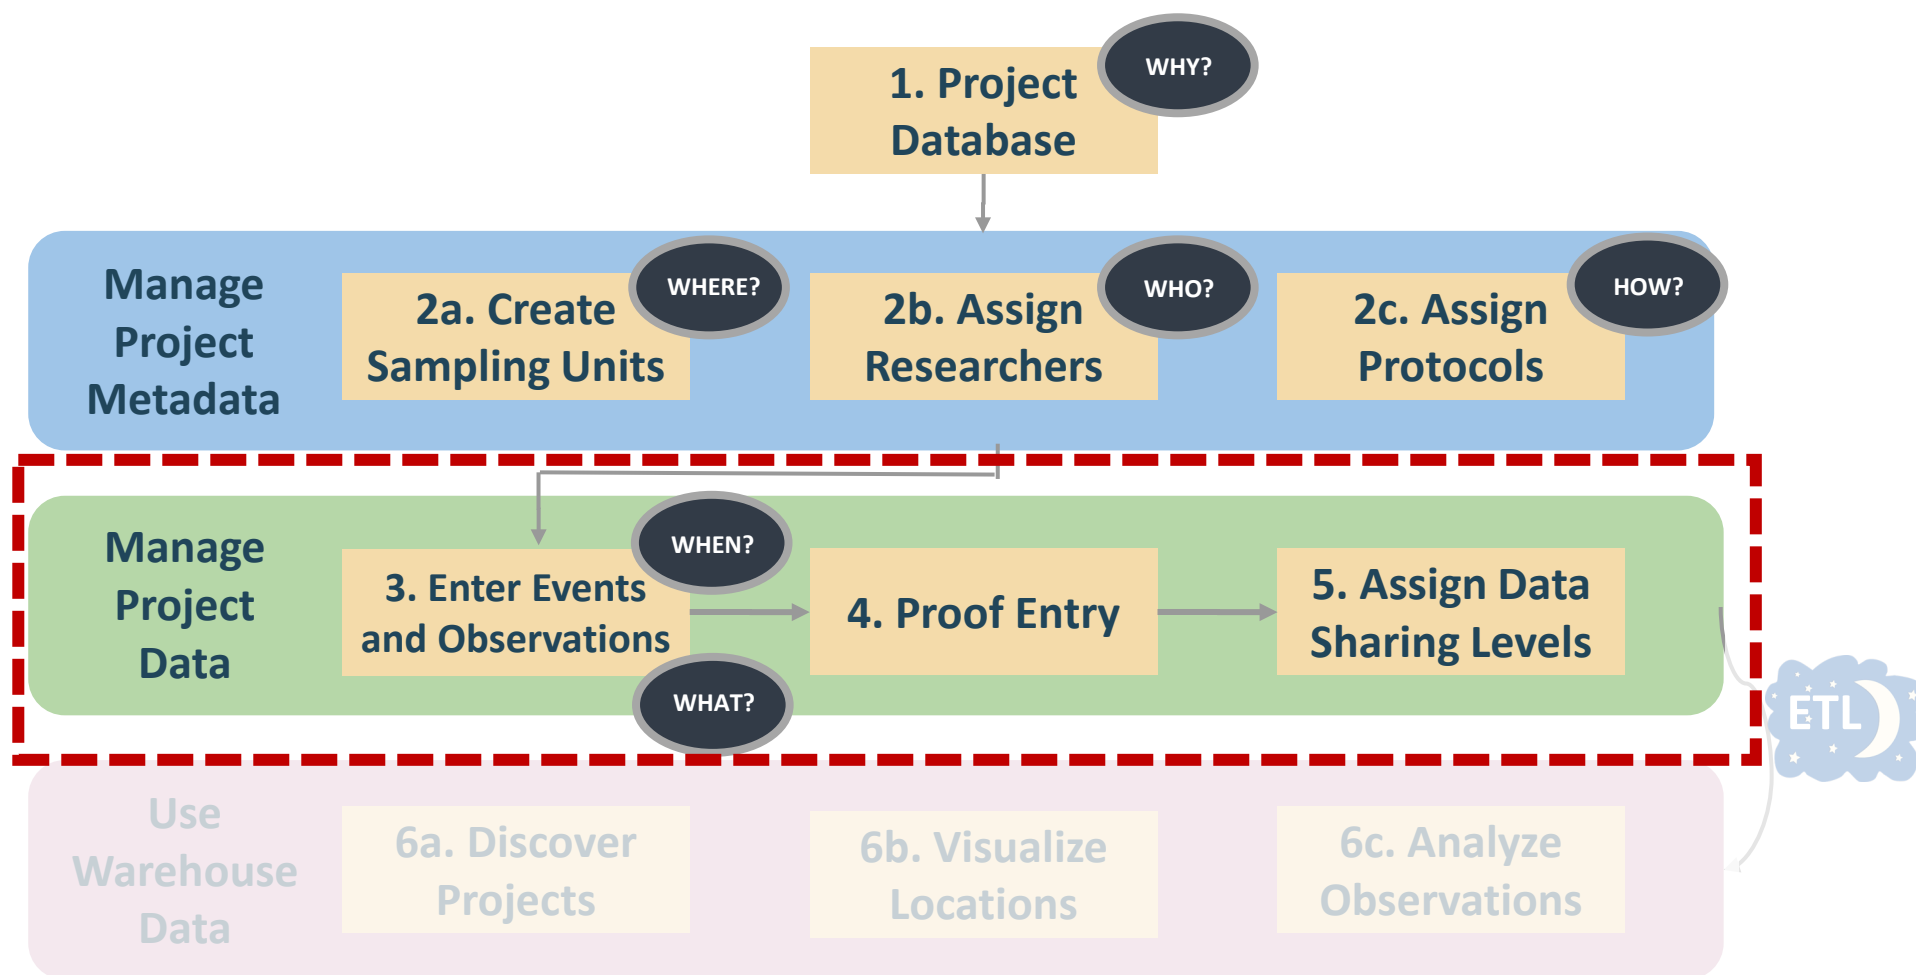 1. Project
Database
WHY?
Manage
Project
Metadata
2a. Create
Sampling Units
WHERE?
2b. Assign
Researchers
WHO?
2c. Assign
Protocols
HOW?
Manage
Project
Data
3. Enter Events
and Observations
WHEN?
WHAT?
4. Proof Entry
5. Assign Data
Sharing Levels
ETL
Use
Warehouse
Data
6a. Discover
Projects
6b. Visualize
Locations
6c. Analyze
Observations